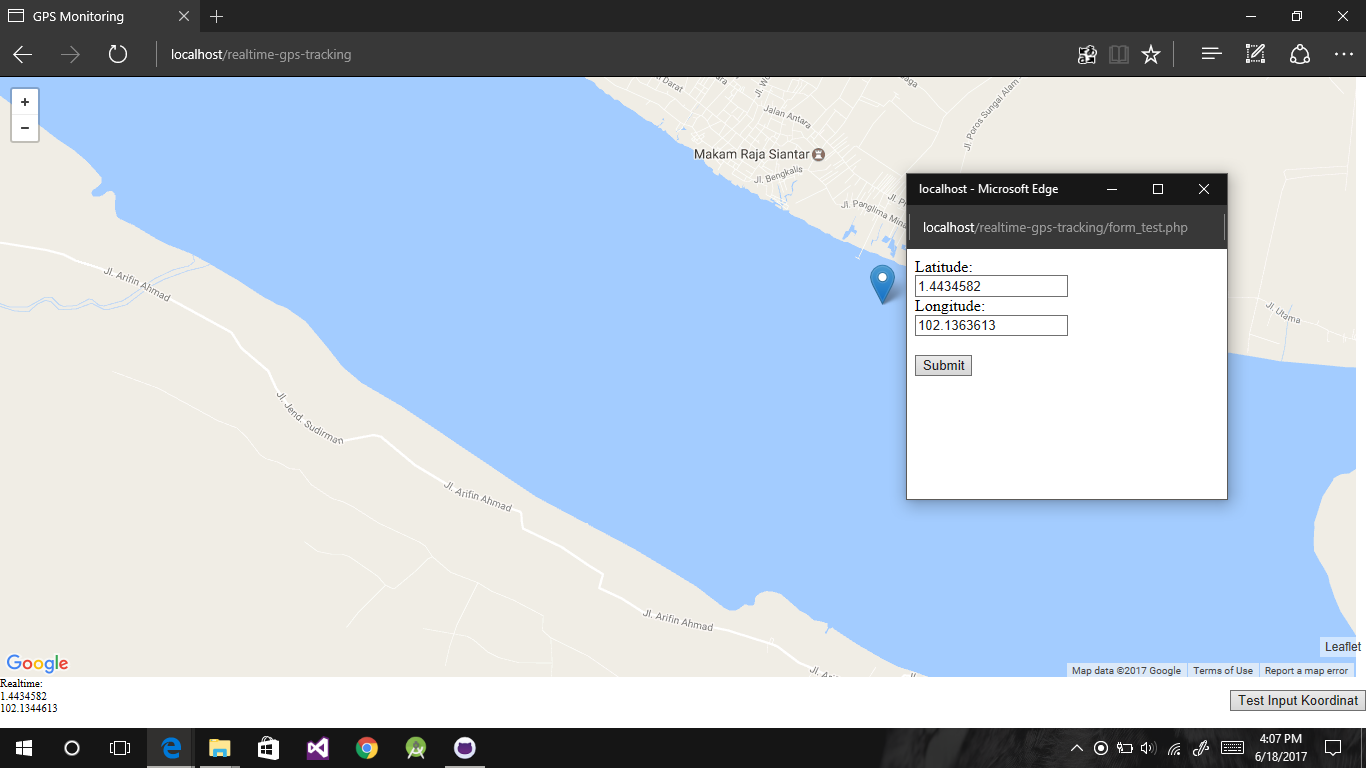 GPS Monitoring
localhost/realtime-gps-tracking
+
−
Darat
Jalan Antara
Jl. Poros Sungai Alam
Makam Raja Siantar
Jl. Bengkalis
Jl. Panglima Minal
localhost - Microsoft Edge
localhost/realtime-gps-tracking/form_test.php
Latitude:
1.4434582
Longitude:
102.1363613
Submit
Jl. Arifin Ahmad
Jl. Utama
Jl. Jend. Sudirman
Jl. Arifin Ahmad
Jl. Arifin Ahmad
Leaflet
Google
Map data ©2017 Google
Terms of Use
Report a map error
Realtime:
1.4434582
102.1344613
Test Input Koordinat
4:07 PM
6/18/2017